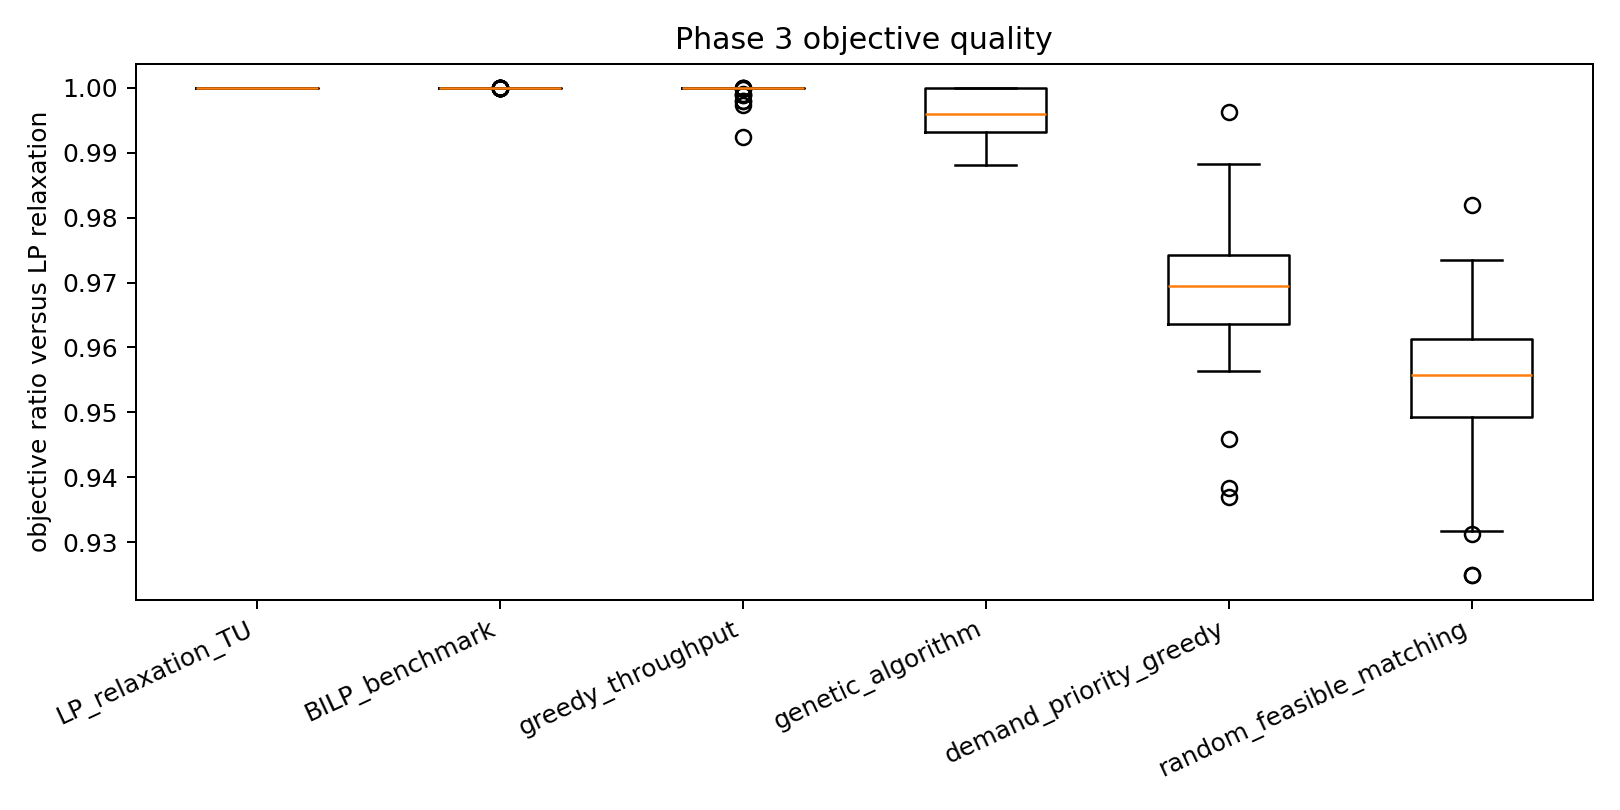 Phase 3 objective quality
objective ratio versus LP relaxation
1.00
0.99
0.98
0.97
0.96
0.95
0.94
0.93
LP_relaxation_TU
BILP_benchmark
greedy_throughput
genetic_algorithm
demand_priority_greedy
random_feasible_matching